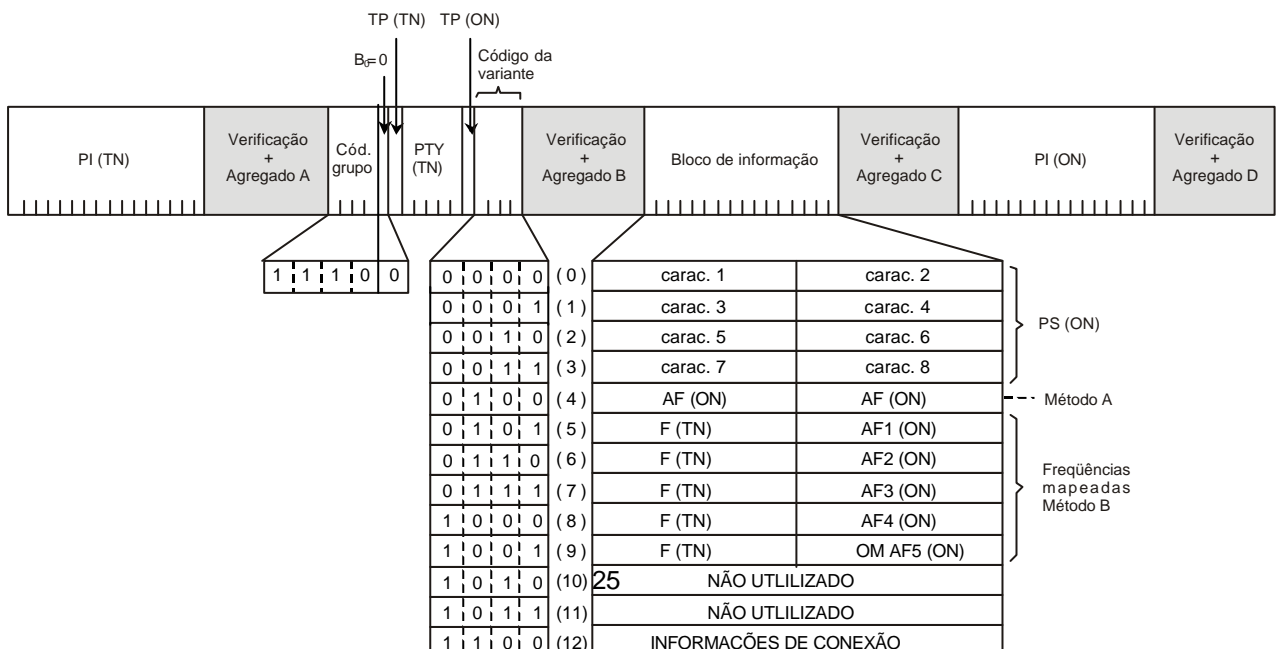 TP (TN) TP (ON)
B0=0
Código da
variante
PI (TN)
Verificação
+
Agregado A
Cód.
grupo
PTY
(TN)
Verificação
+
Agregado B
Bloco de informação
Verificação
+
Agregado C
PI (ON)
Verificação
+
Agregado D
1 1 1 0 0
0 0 0 0 (0) carac. 1 carac. 2
0 0 0 1 (1) carac. 3 carac. 4
0 0 1 0 (2) carac. 5 carac. 6
0 0 1 1 (3) carac. 7 carac. 8
PS (ON)
0 1 0 0 (4) AF (ON) AF (ON)
Método A
0 1 0 1 (5) F (TN) AF1 (ON)
0 1 1 0 (6) F (TN) AF2 (ON)
0 1 1 1 (7) F (TN) AF3 (ON)
1 0 0 0 (8) F (TN) AF4 (ON)
1 0 0 1 (9) F (TN) OM AF5 (ON)
Freqüências
mapeadas
Método B
1 0 1 0 (10) 25 NÃO UTLILIZADO
1 0 1 1 (11) NÃO UTLILIZADO
1 1 0 0 (12) INFORMAÇÕES DE CONEXÃO